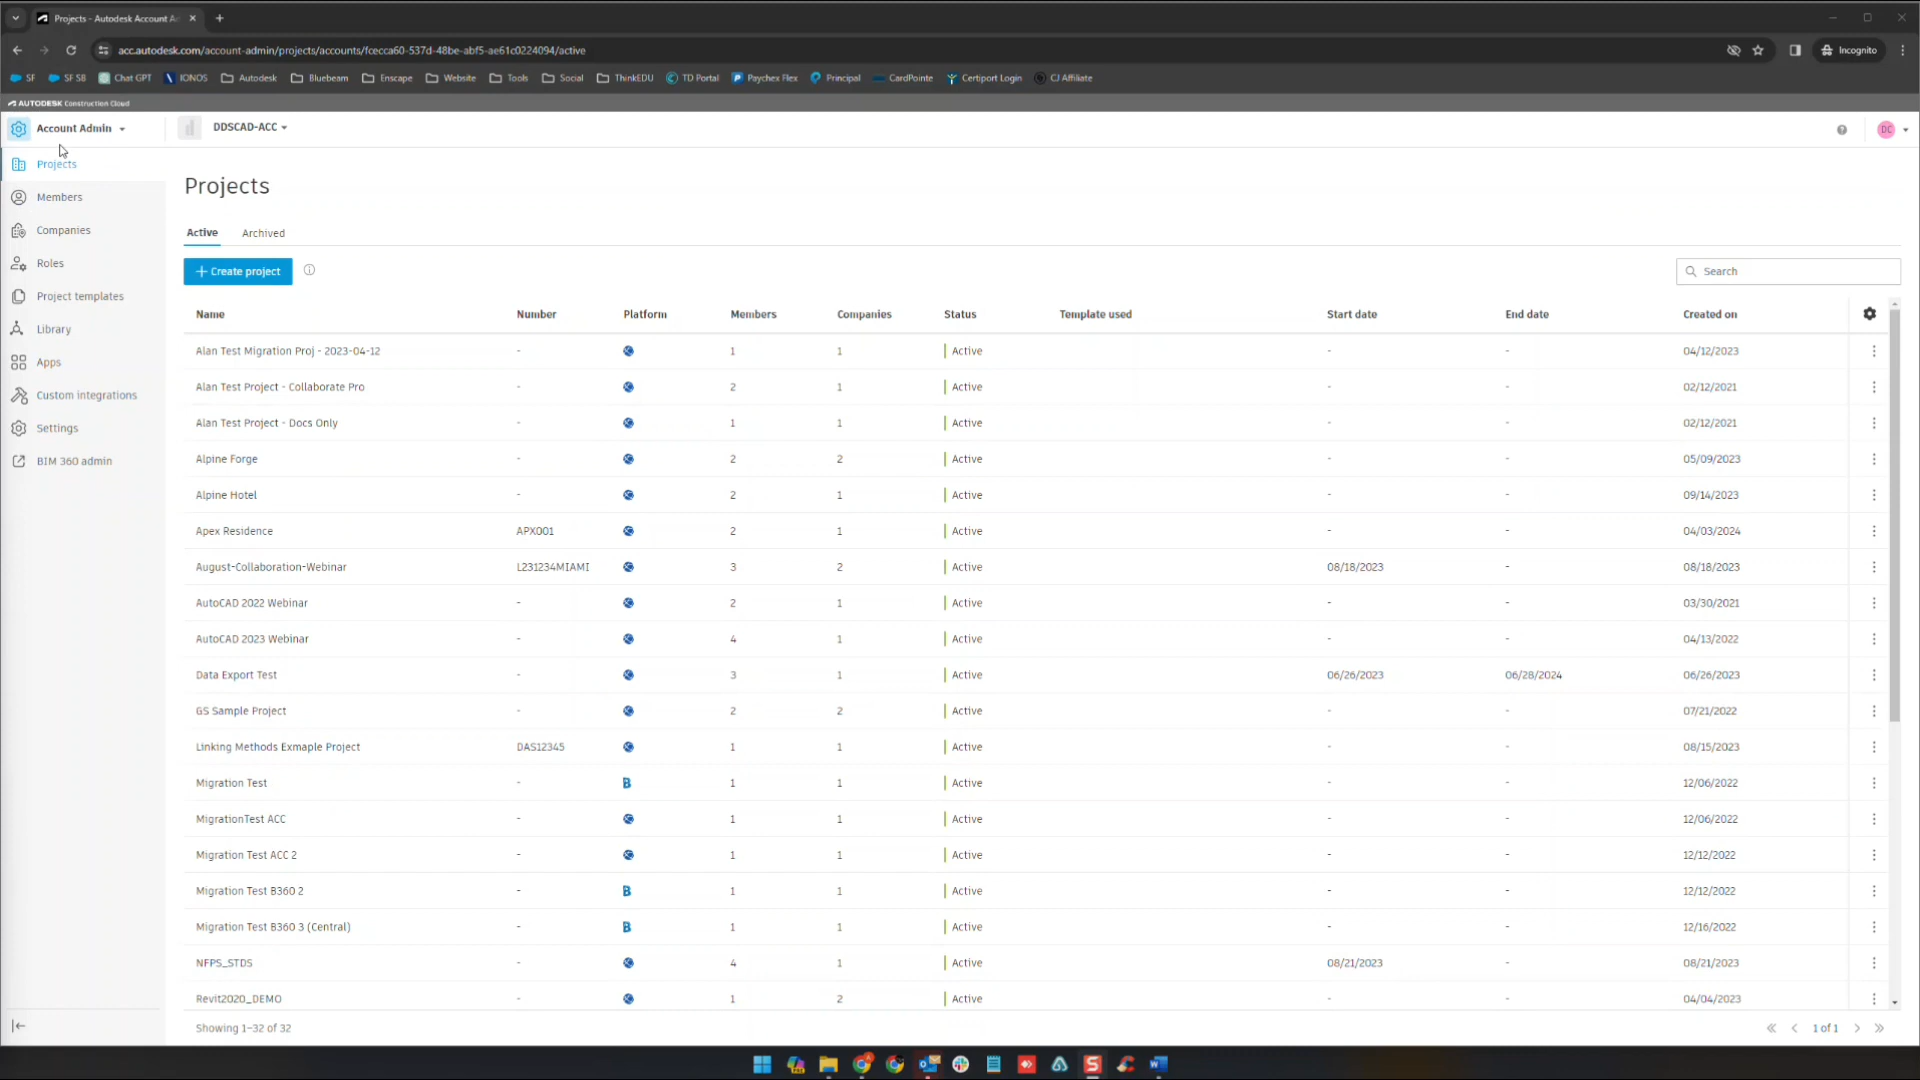 Projects - Autodesk Account Ad
acc.autodesk.com/account-admin/projects/accounts/fcecca60-537d-48be-abf5-ae61c0224094/active
Incognito
SF SF SB Chat GPT IONOS Autodesk Bluebeam Enscape Website Tools Social ThinkEDU TD Portal Paychex Flex Principal CardPointe Certiport Login CJ Affiliate
AUTODESK Construction Cloud
Account Admin DDSCAD-ACC DC
Projects
Members
Companies
Roles
Project templates
Library
Apps
Custom integrations
Settings
BIM 360 admin
Projects
Active Archived
+ Create project Search
Name Number Platform Members Companies Status Template used Start date End date Created on
Alan Test Migration Proj - 2023-04-12 - 1 1 Active - - 04/12/2023
Alan Test Project - Collaborate Pro - 2 1 Active - - 02/12/2021
Alan Test Project - Docs Only - 1 1 Active - - 02/12/2021
Alpine Forge - 2 2 Active - - 05/09/2023
Alpine Hotel - 2 1 Active - - 09/14/2023
Apex Residence APX001 2 1 Active - - 04/03/2024
August-Collaboration-Webinar L231234MIAMI 3 2 Active 08/18/2023 - 08/18/2023
AutoCAD 2022 Webinar - 2 1 Active - - 03/30/2021
AutoCAD 2023 Webinar - 4 1 Active - - 04/13/2022
Data Export Test - 3 1 Active 06/26/2023 06/28/2024 06/26/2023
GS Sample Project - 2 2 Active - - 07/21/2022
Linking Methods Exmaple Project DAS12345 1 1 Active - - 08/15/2023
Migration Test - B 1 1 Active - - 12/06/2022
MigrationTest ACC - 1 1 Active - - 12/06/2022
Migration Test ACC 2 - 1 1 Active - - 12/12/2022
Migration Test B360 2 - B 1 1 Active - - 12/12/2022
Migration Test B360 3 (Central) - B 1 1 Active - - 12/16/2022
NFPS_STDS - 4 1 Active 08/21/2023 - 08/21/2023
Revit2020_DEMO - 1 2 Active - - 04/04/2023
Showing 1-32 of 32 1 of 1